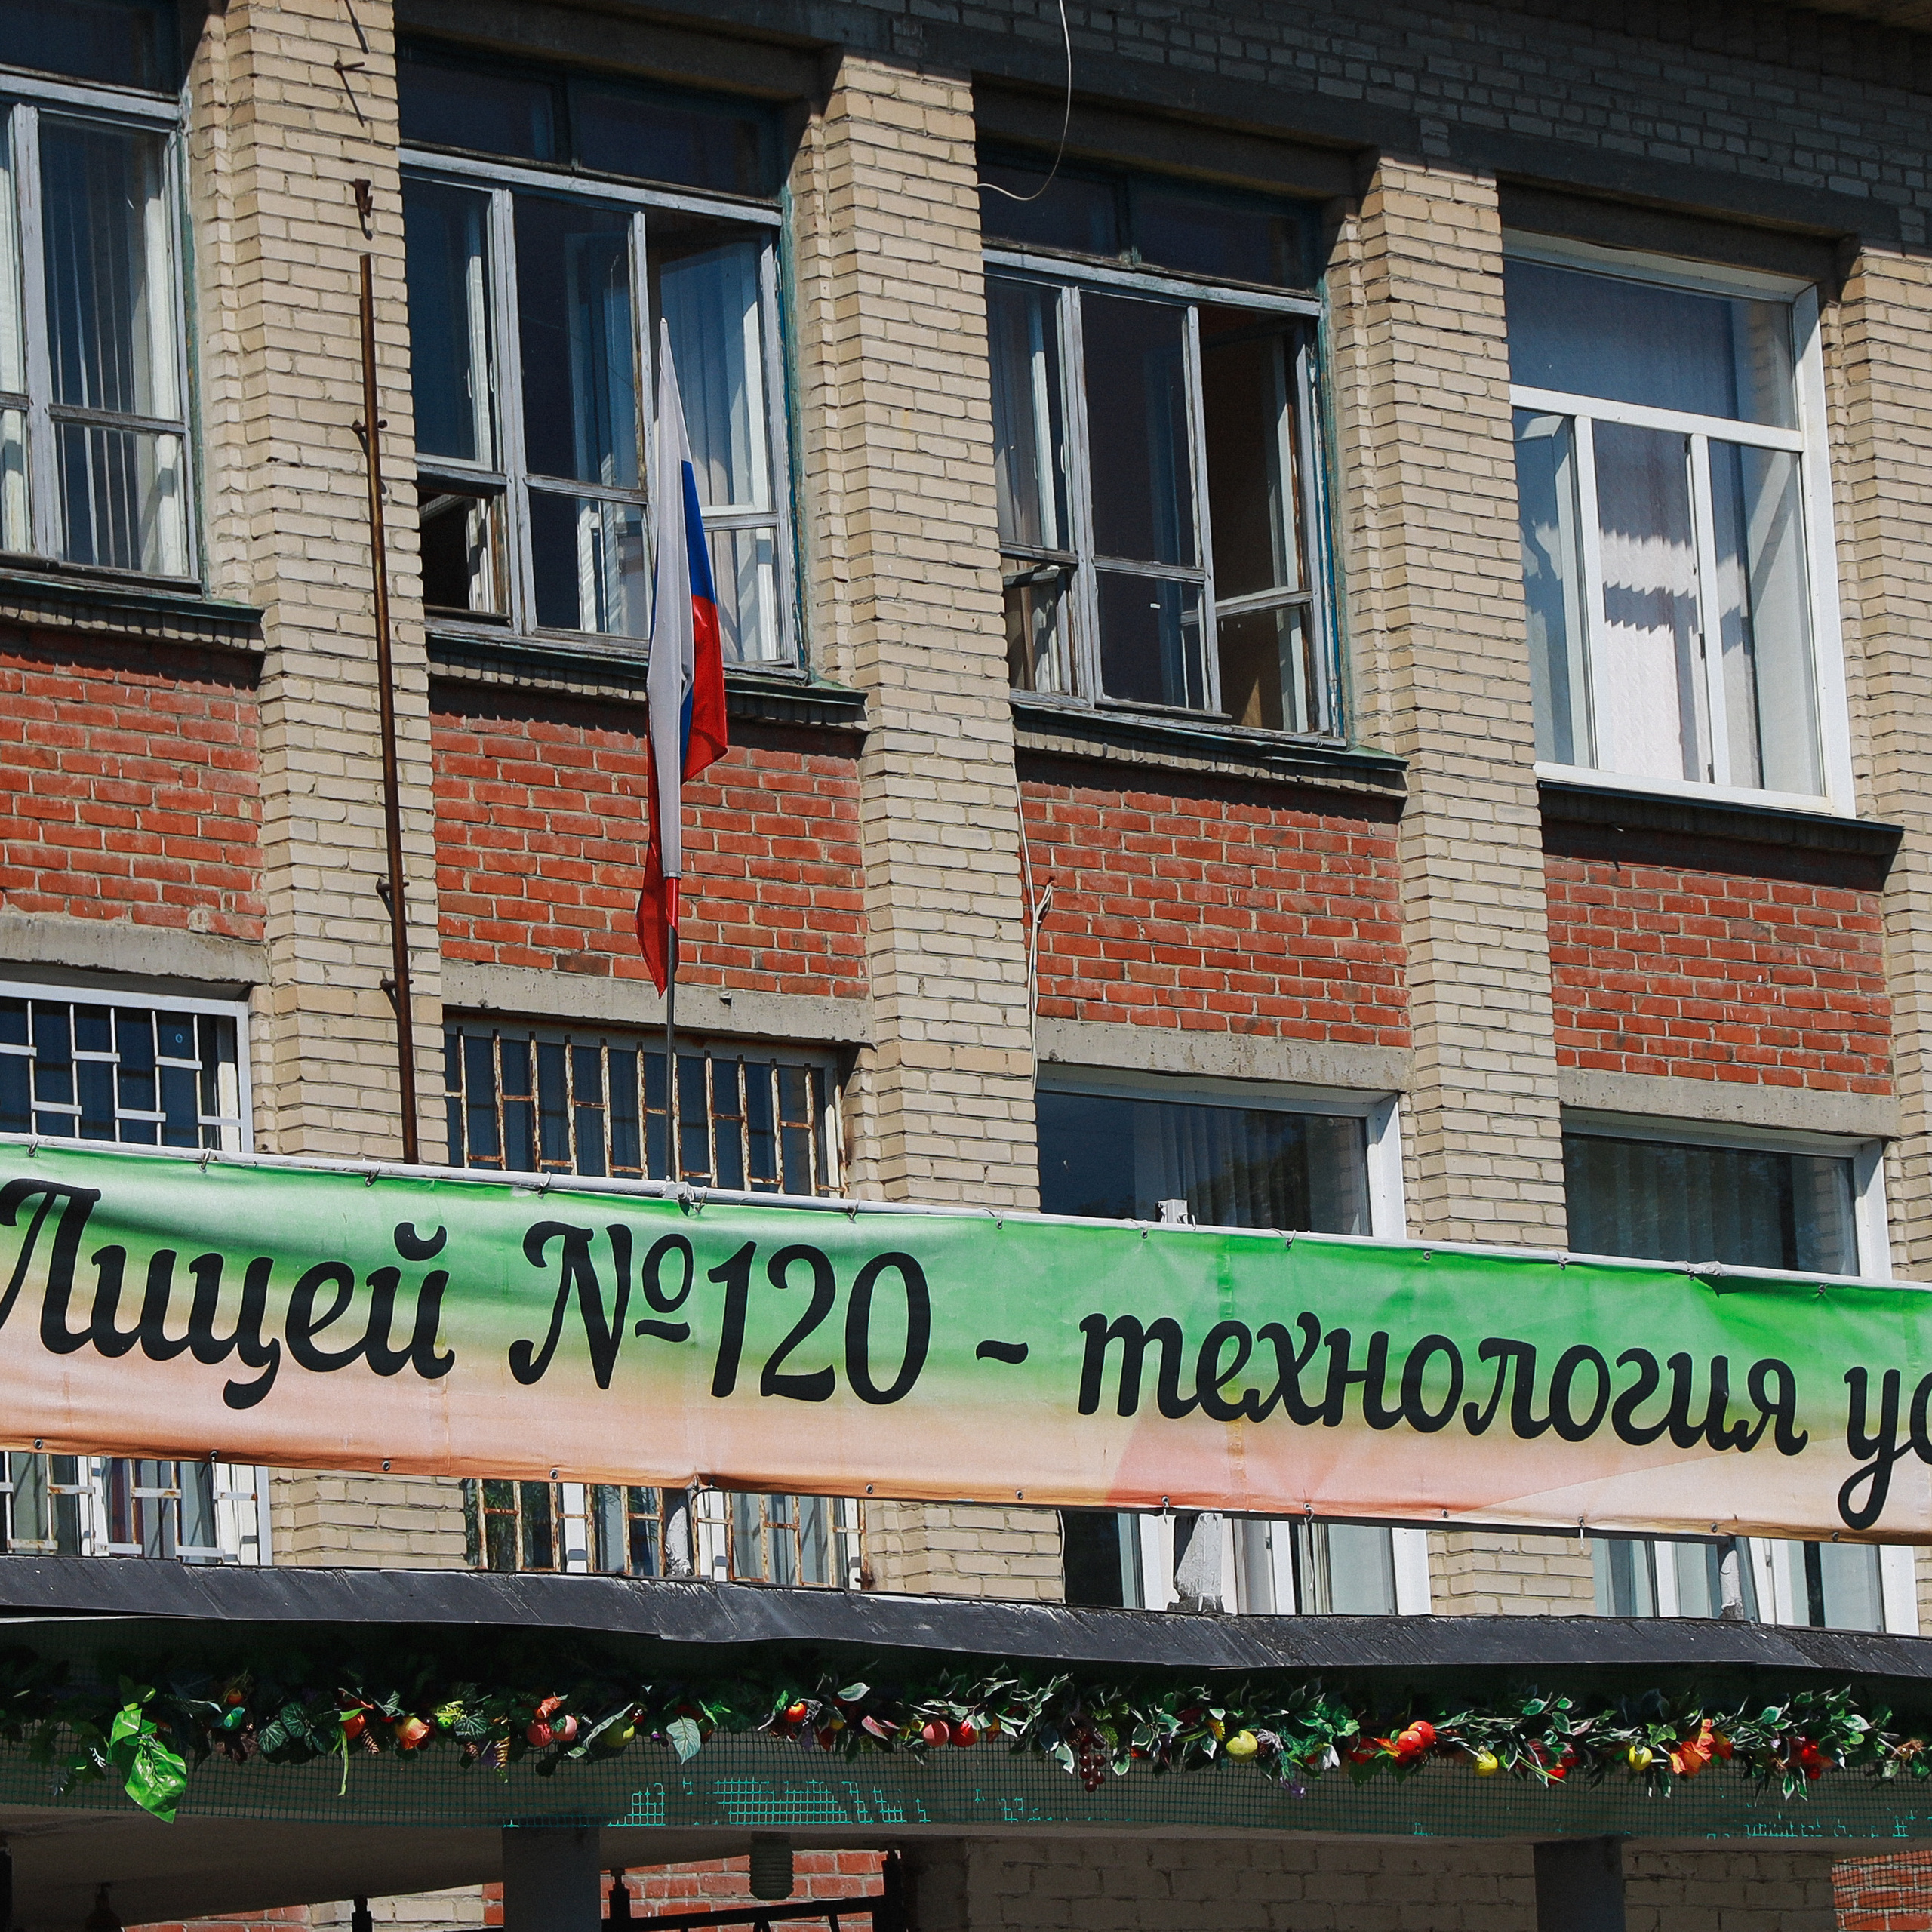 Лицей №120 - технология